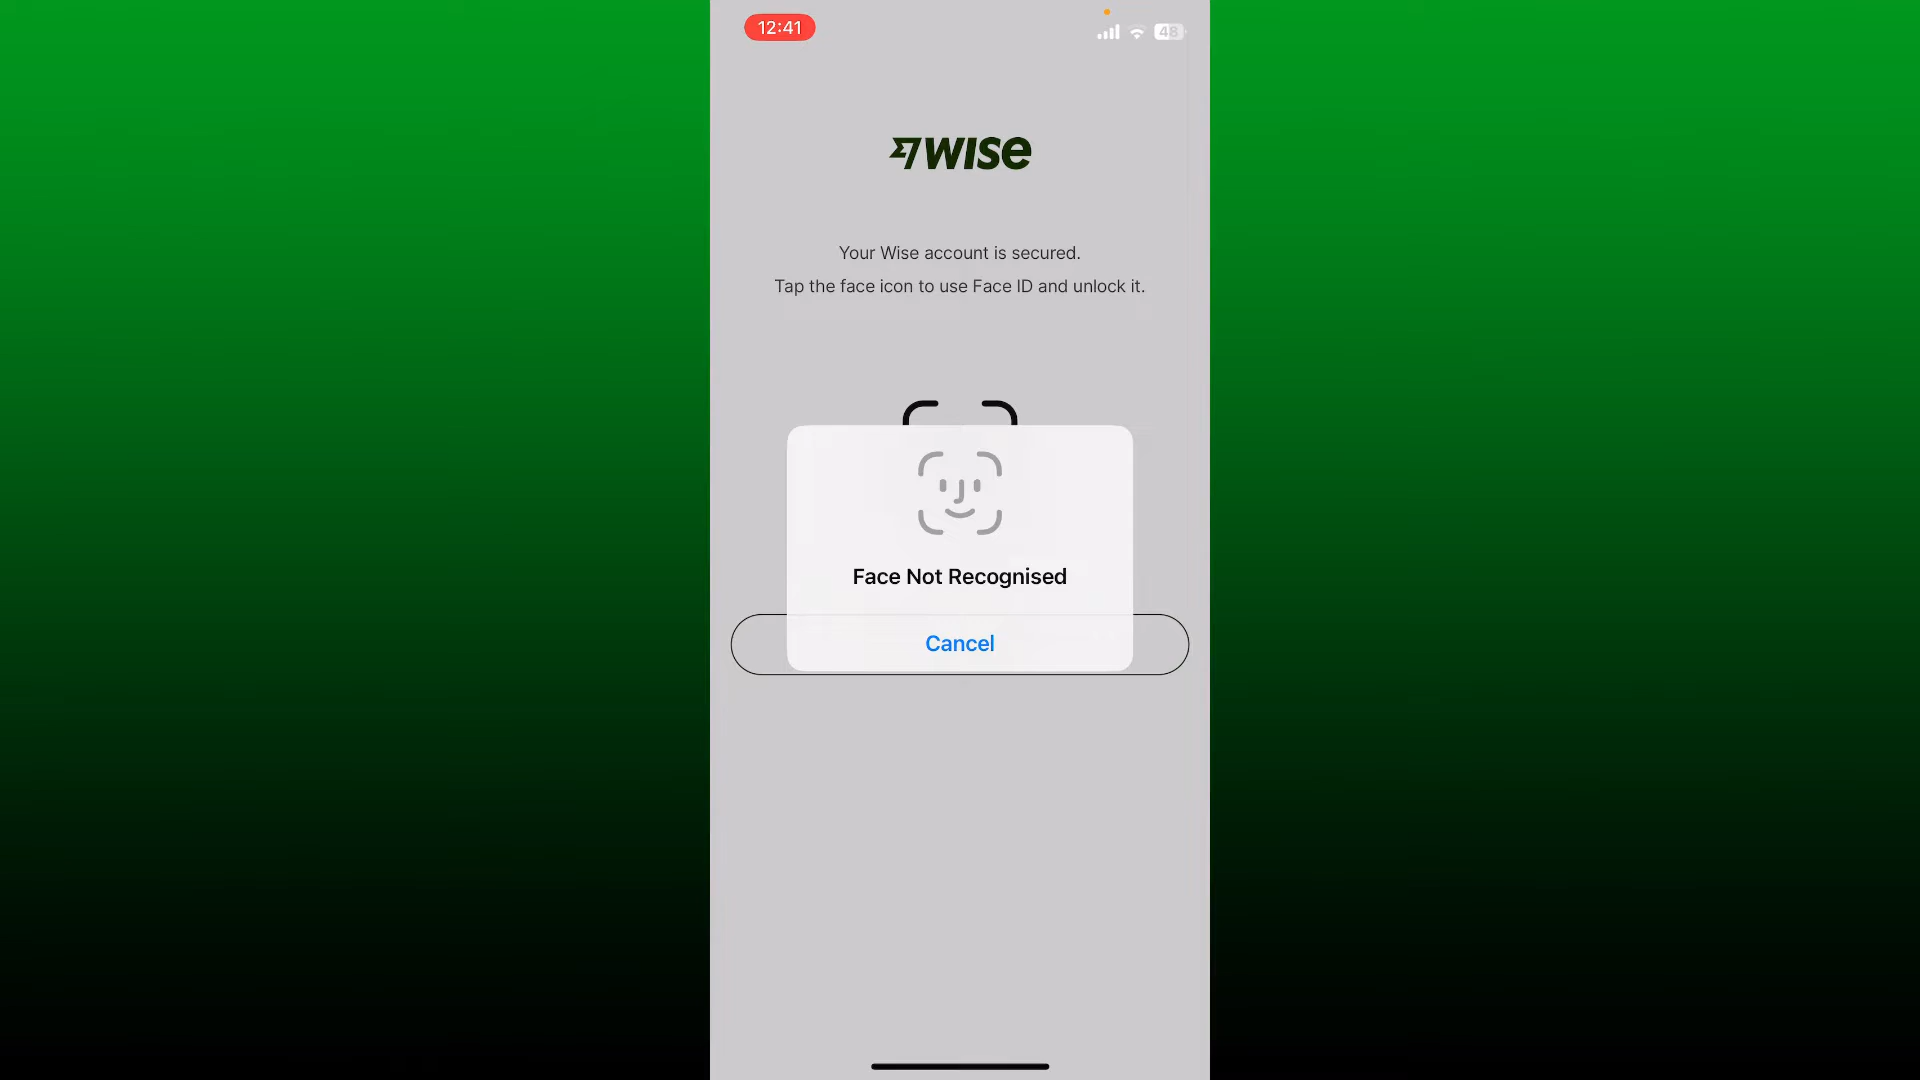 12:41
48
7WISE
Your Wise account is secured.
Tap the face icon to use Face ID and unlock it.
Face Not Recognised
Cancel